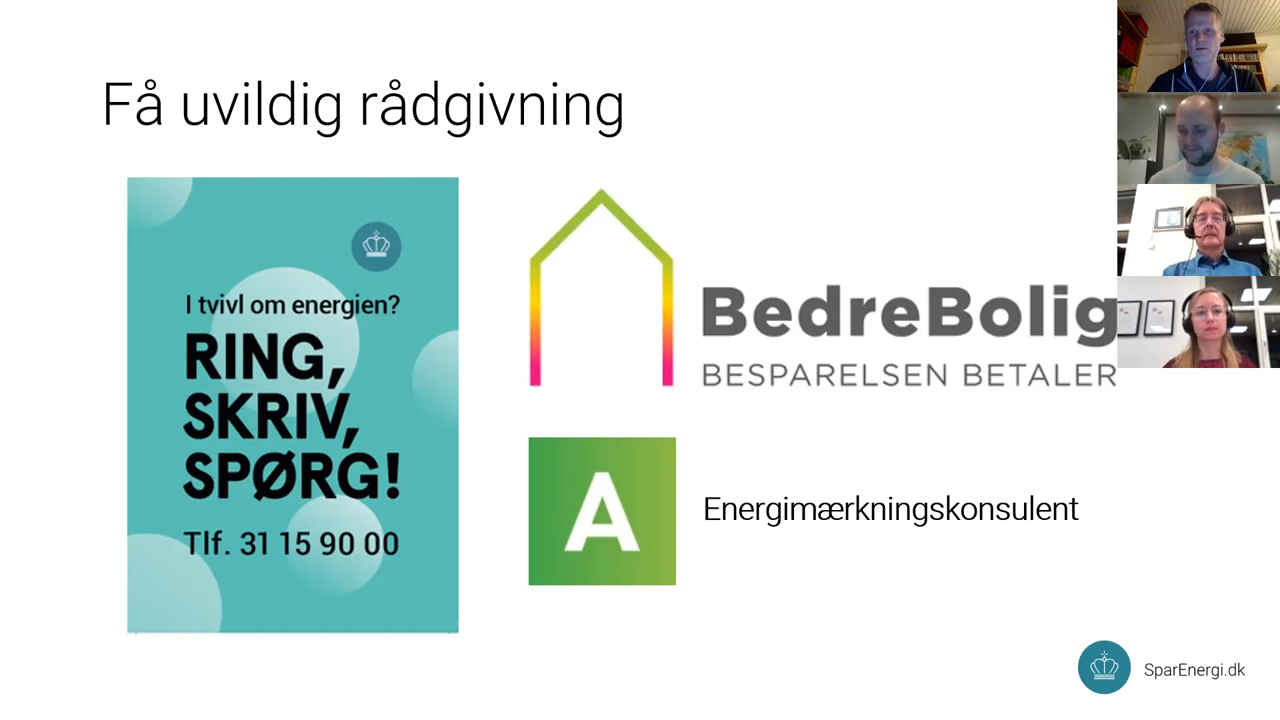 Få uvildig rådgivning
I tvivl om energien?
RING,
SKRIV,
SPØRG!
Tlf. 31 15 90 00
BedreBolig
BESPARELSEN BETALER
A
Energimærkningskonsulent
SparEnergi.dk